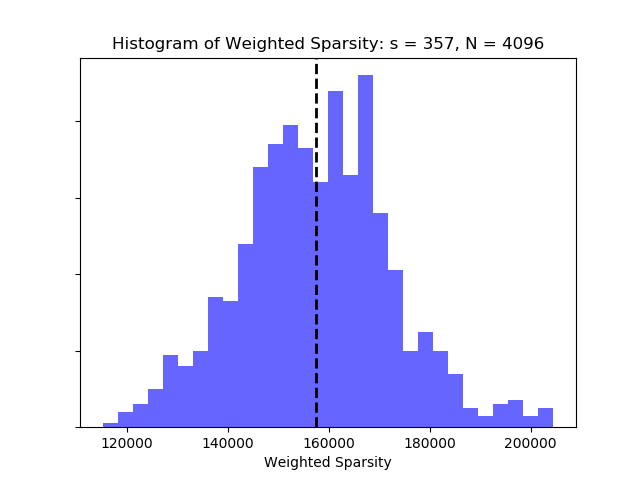 Histogram of Weighted Sparsity: s = 357, N = 4096
120000 140000 160000 180000 200000
Weighted Sparsity